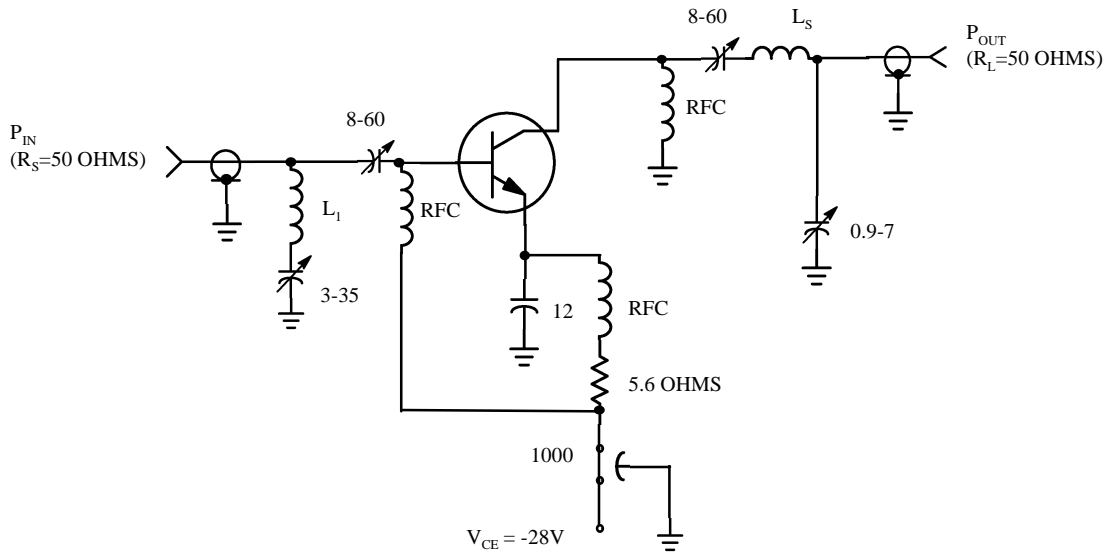 8-60
L_S
P_OUT
(R_L=50 OHMS)
RFC
8-60
P_IN
(R_S=50 OHMS)
L_1
RFC
3-35
0.9-7
12
RFC
5.6 OHMS
1000
V_CE = -28V